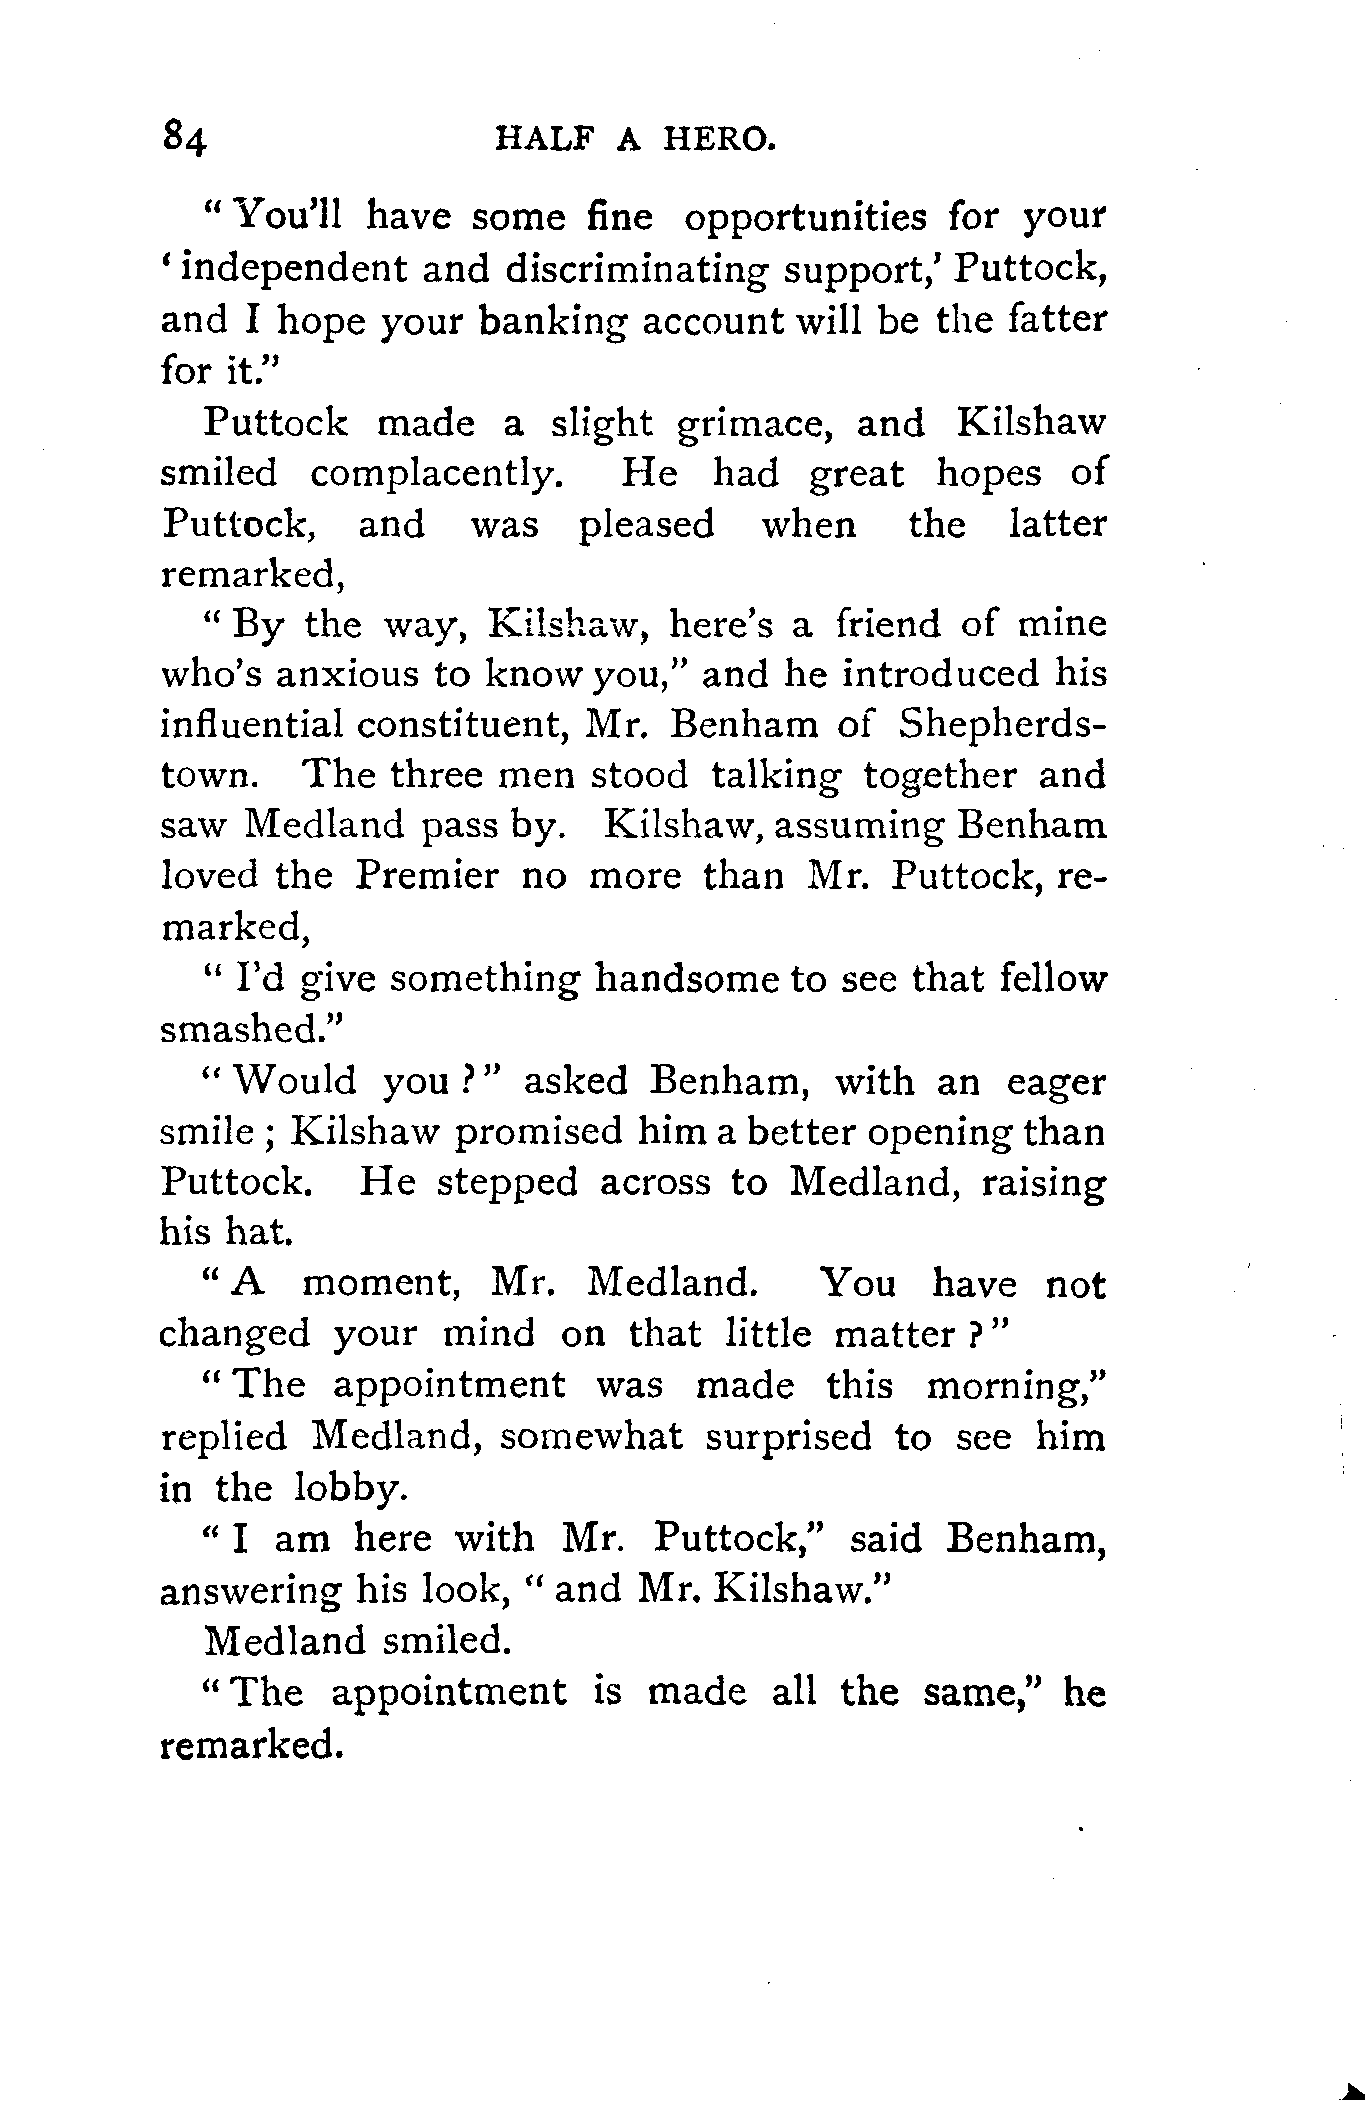 84 HALF A HERO.
“ You’ll have some fine opportunities for your
‘ independent and discriminating support,’ Puttock,
and I hope your banking account will be the fatter
for it.”
Puttock made a slight grimace, and Kilshaw
smiled complacently. He had great hopes of
Puttock, and was pleased when the latter
remarked,
“ By the way, Kilshaw, here’s a friend of mine
who’s anxious to know you,” and he introduced his
influential constituent, Mr. Benham of Shepherds-
town. The three men stood talking together and
saw Medland pass by. Kilshaw, assuming Benham
loved the Premier no more than Mr. Puttock, re-
marked,
“ I’d give something handsome to see that fellow
smashed.”
“ Would you ? ” asked Benham, with an eager
smile ; Kilshaw promised him a better opening than
Puttock. He stepped across to Medland, raising
his hat.
“ A moment, Mr. Medland. You have not
changed your mind on that little matter ? ”
“ The appointment was made this morning,”
replied Medland, somewhat surprised to see him
in the lobby.
“ I am here with Mr. Puttock,” said Benham,
answering his look, “ and Mr. Kilshaw.”
Medland smiled.
“ The appointment is made all the same,” he
remarked.